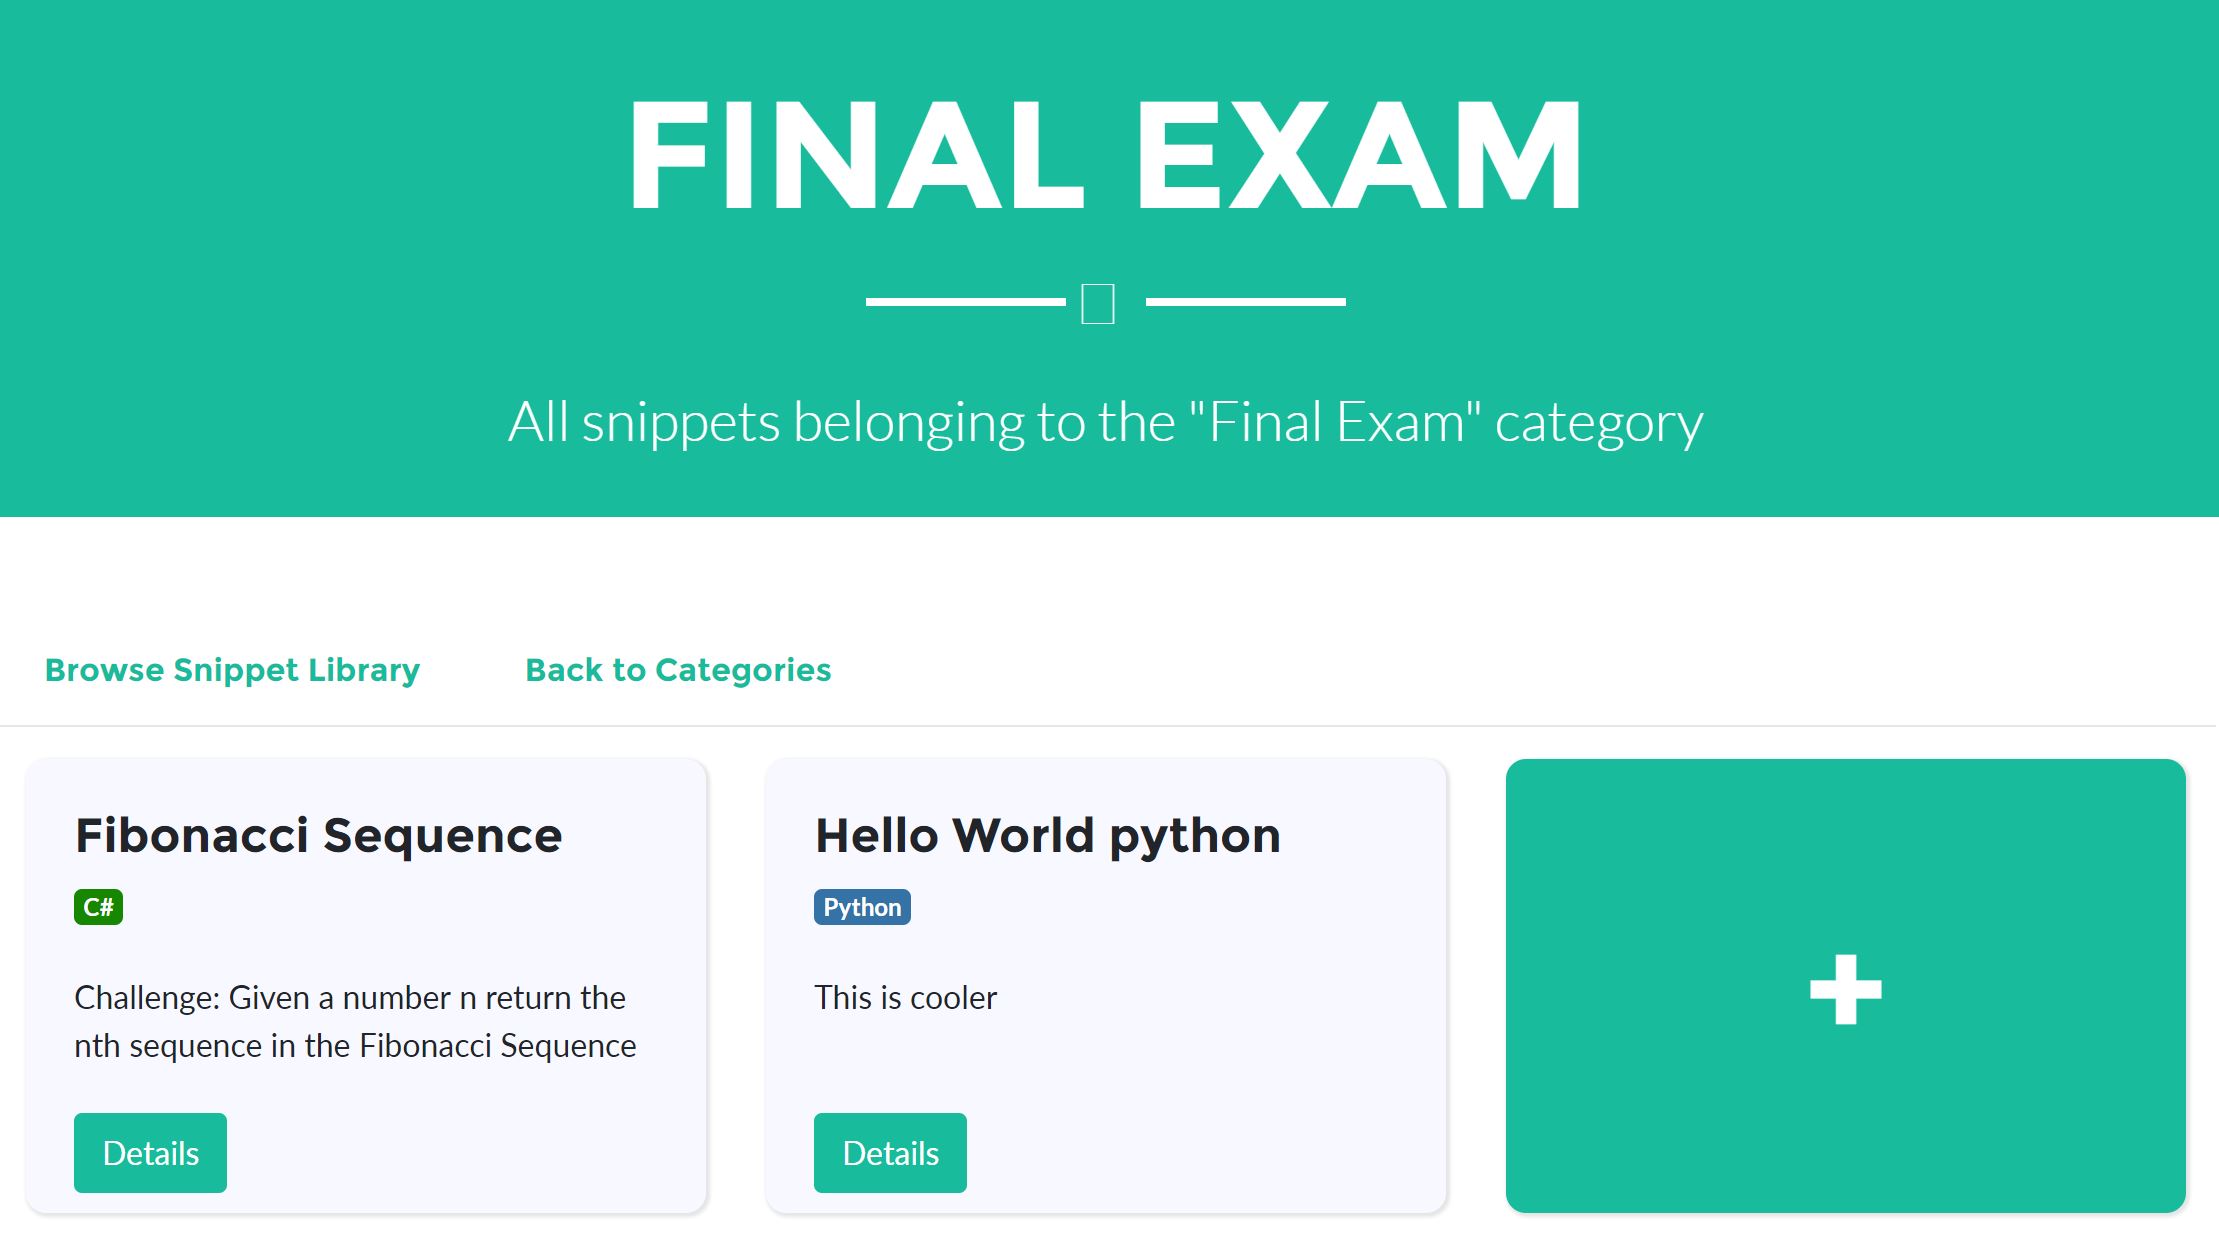 FINAL EXAM
All snippets belonging to the "Final Exam" category
Browse Snippet Library
Back to Categories
Fibonacci Sequence
C#
Challenge: Given a number n return the
nth sequence in the Fibonacci Sequence
Details
Hello World python
Python
This is cooler
Details